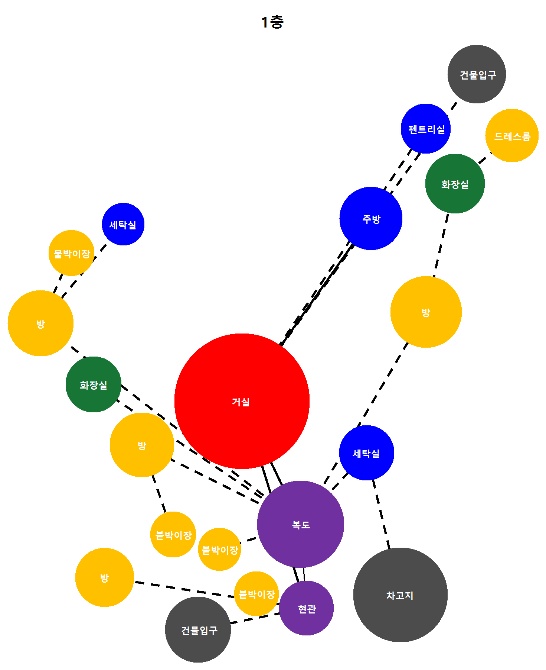 1층
건물입구
펜트리실
드레스룸
화장실
주방
세탁실
붙박이장
방
방
화장실
거실
방
세탁실
복도
붙박이장
붙박이장
방
붙박이장
차고지
현관
건물입구